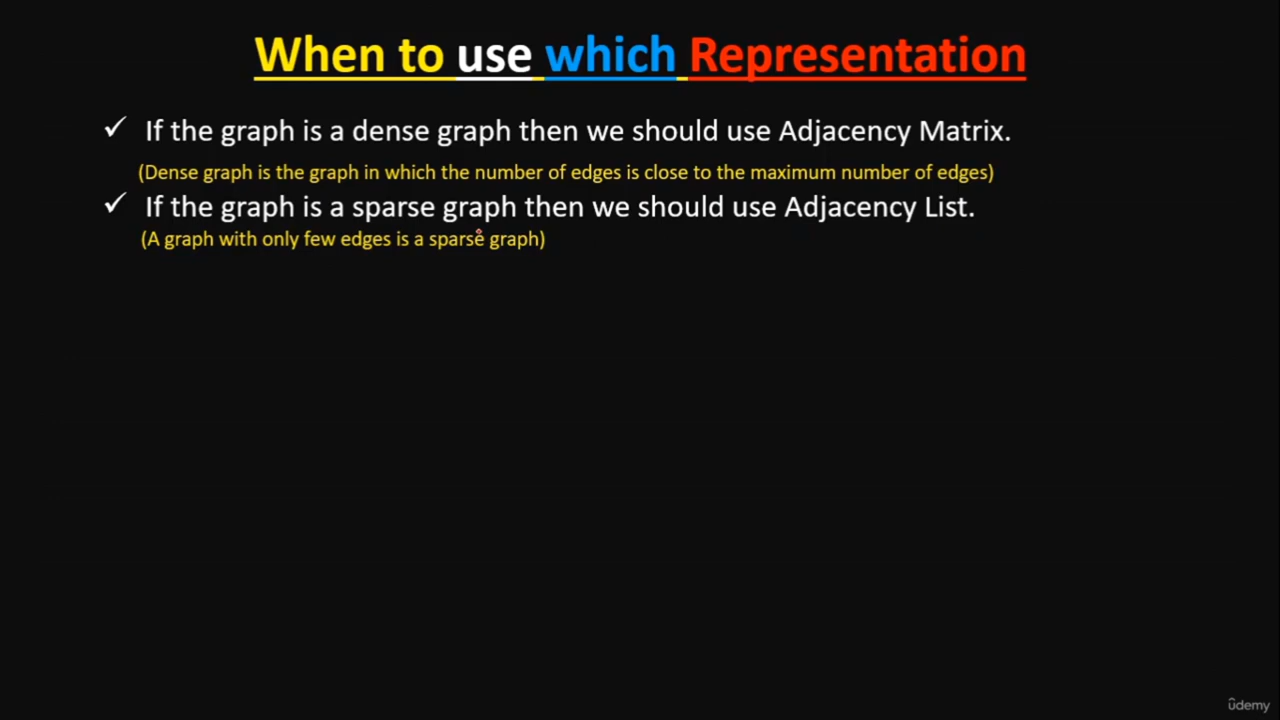 When to use which Representation
✓ If the graph is a dense graph then we should use Adjacency Matrix.
(Dense graph is the graph in which the number of edges is close to the maximum number of edges)
✓ If the graph is a sparse graph then we should use Adjacency List.
(A graph with only few edges is a sparse graph)
ûdemy